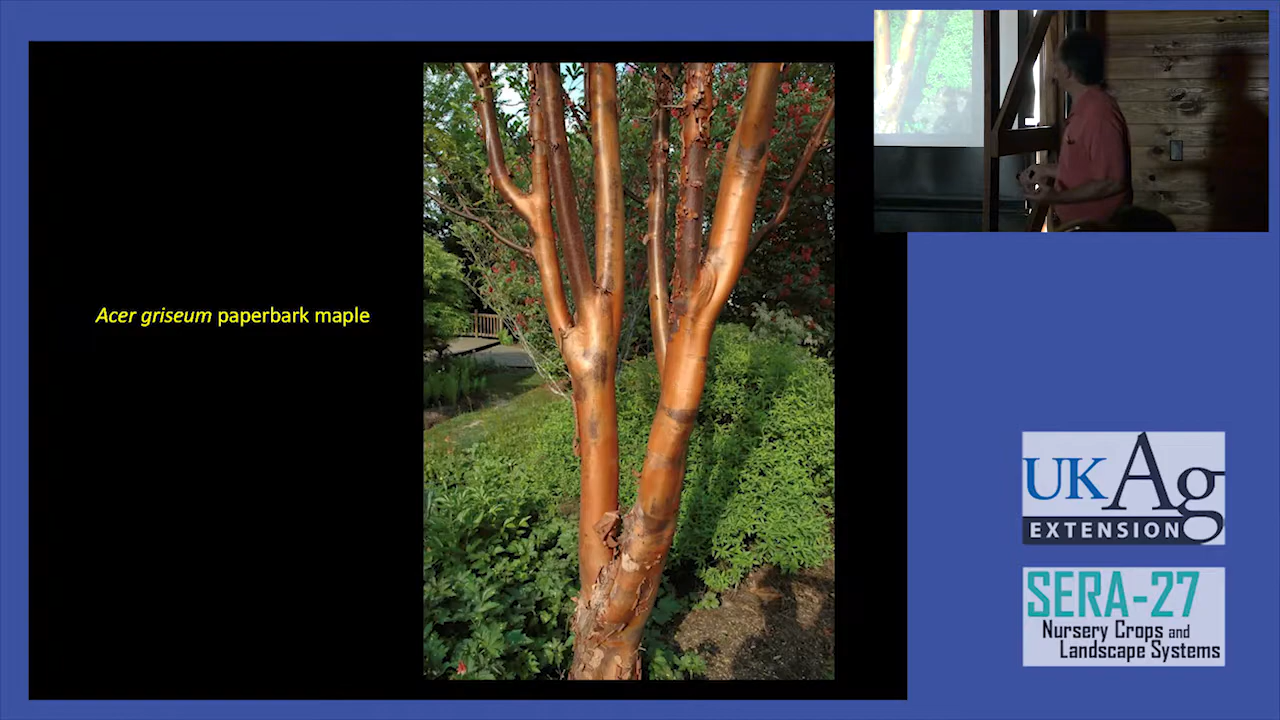 Acer griseum paperbark maple
UKAg
EXTENSION
SERA-27
Nursery Crops and
Landscape Systems